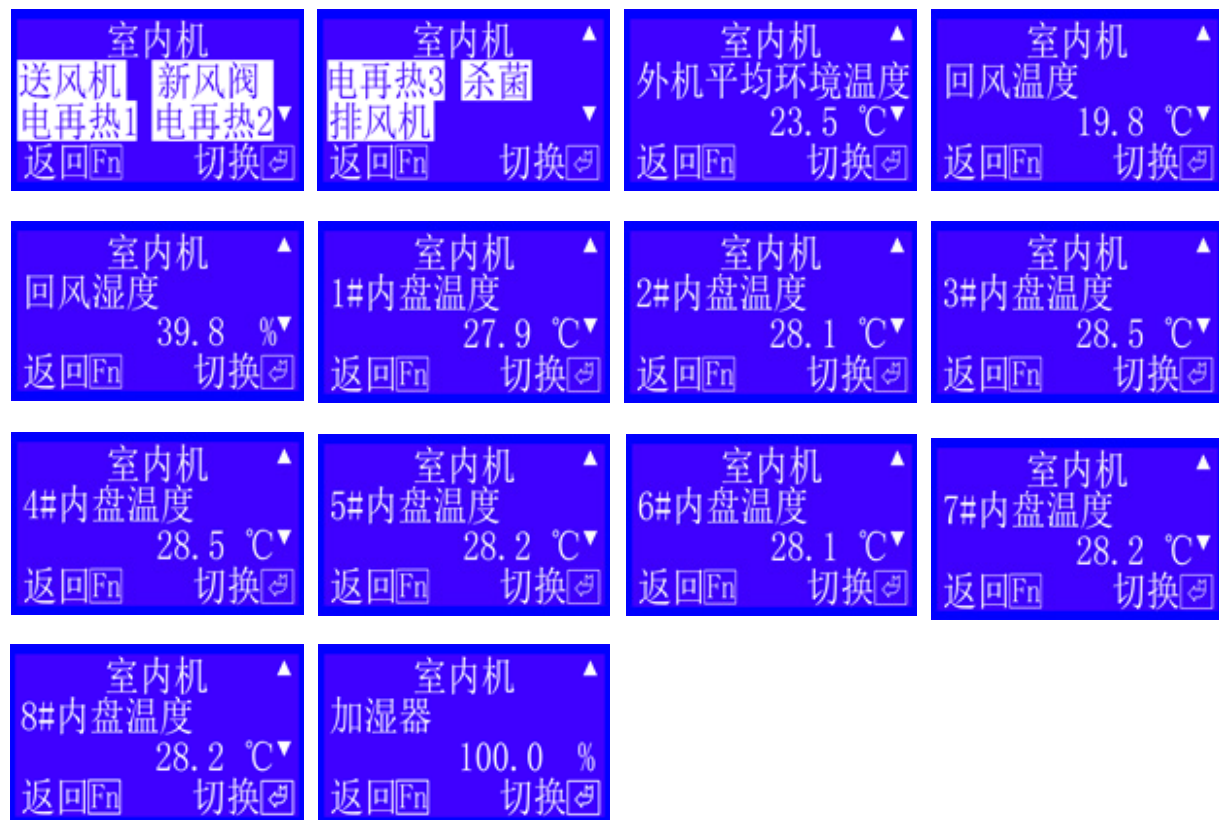 室内机 ▲
送风机 新风阀
电再热1 电再热2▼
返回Fn 切换
室内机 ▲
电再热3 杀菌
排风机 ▼
返回Fn 切换
室内机 ▲
外机平均环境温度
23.5 ℃▼
返回Fn 切换
室内机 ▲
回风温度
19.8 ℃▼
返回Fn 切换
室内机 ▲
回风湿度
39.8 %▼
返回Fn 切换
室内机 ▲
1#内盘温度
27.9 ℃▼
返回Fn 切换
室内机 ▲
2#内盘温度
28.1 ℃▼
返回Fn 切换
室内机 ▲
3#内盘温度
28.5 ℃▼
返回Fn 切换
室内机 ▲
4#内盘温度
28.5 ℃▼
返回Fn 切换
室内机 ▲
5#内盘温度
28.2 ℃▼
返回Fn 切换
室内机 ▲
6#内盘温度
28.1 ℃▼
返回Fn 切换
室内机 ▲
7#内盘温度
28.2 ℃▼
返回Fn 切换
室内机 ▲
8#内盘温度
28.2 ℃▼
返回Fn 切换
室内机 ▲
加湿器
100.0 %
返回Fn 切换